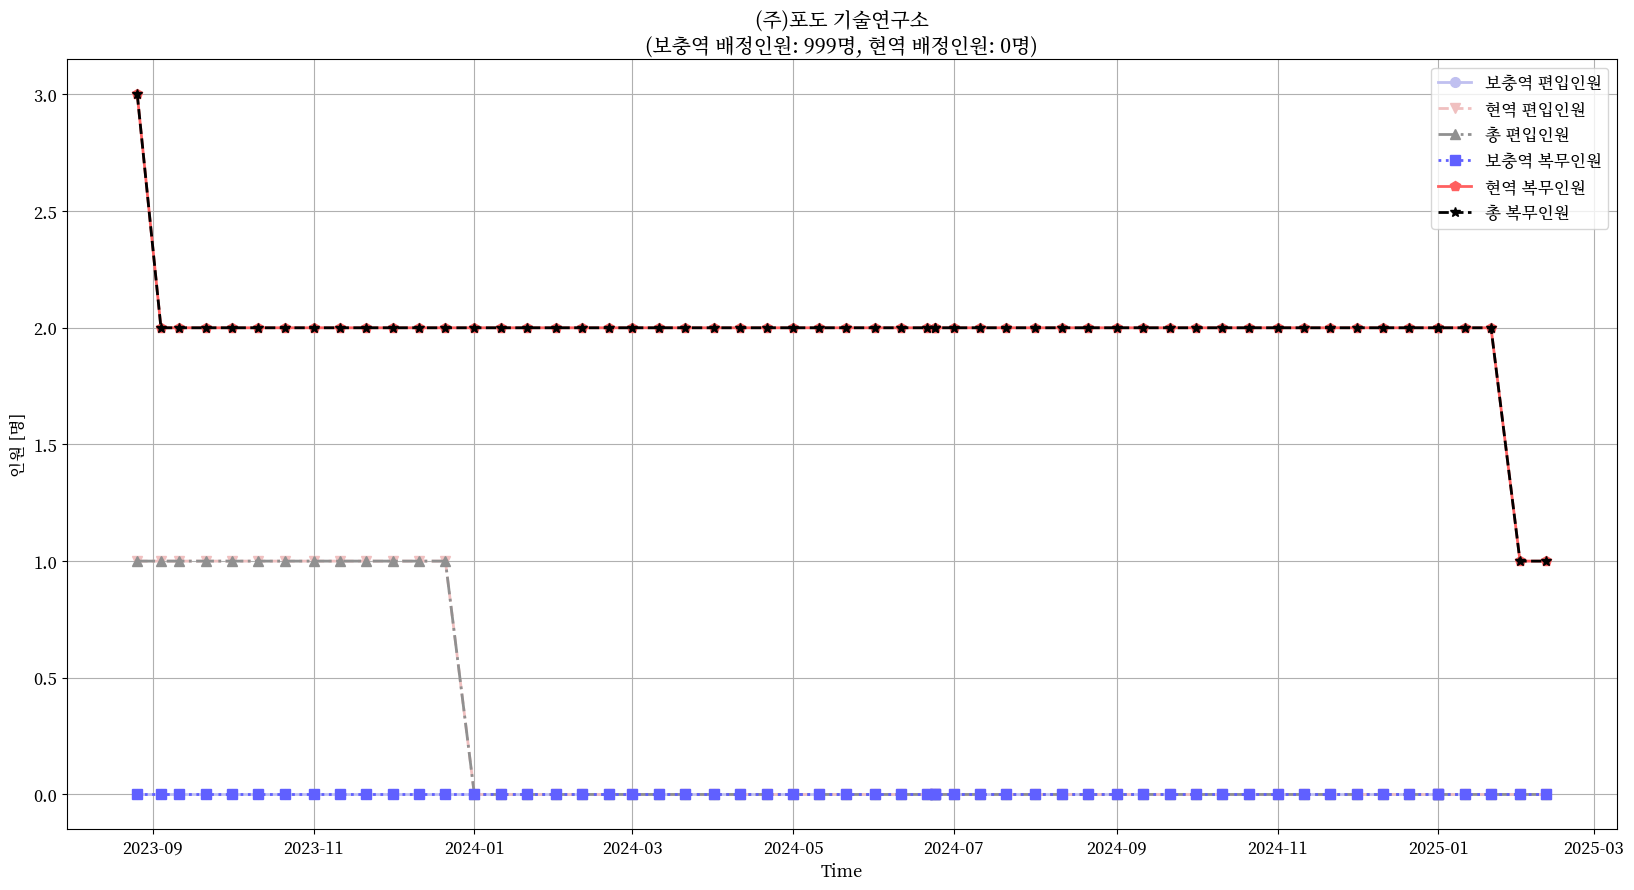 (주)포도 기술연구소
(보충역 배정인원: 999명, 현역 배정인원: 0명)
보충역 편입인원
현역 편입인원
총 편입인원
보충역 복무인원
현역 복무인원
총 복무인원
3.0
2.5
2.0
1.5
1.0
0.5
0.0
인원 [명]
2023-09 2023-11 2024-01 2024-03 2024-05 2024-07 2024-09 2024-11 2025-01 2025-03
Time